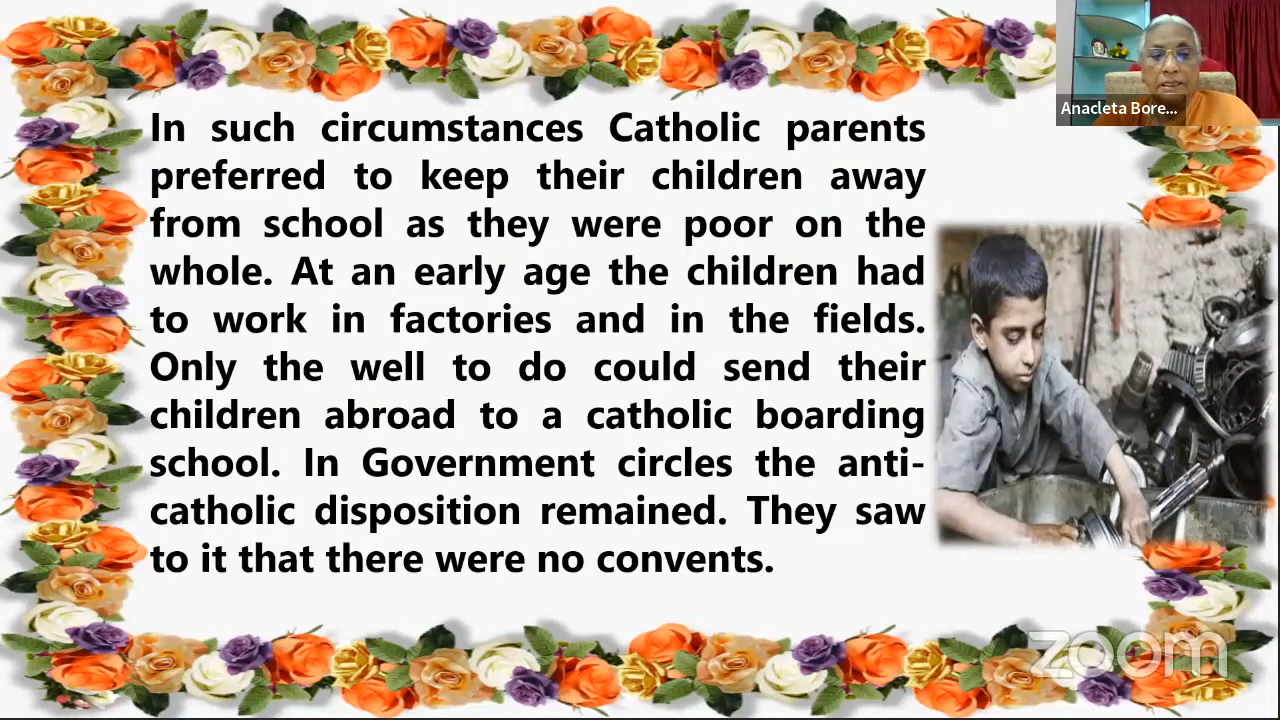 In such circumstances Catholic parents
preferred to keep their children away
from school as they were poor on the
whole. At an early age the children had
to work in factories and in the fields.
Only the well to do could send their
children abroad to a catholic boarding
school. In Government circles the anti-
catholic disposition remained. They saw
to it that there were no convents.
Anacleta Bore...
zoom